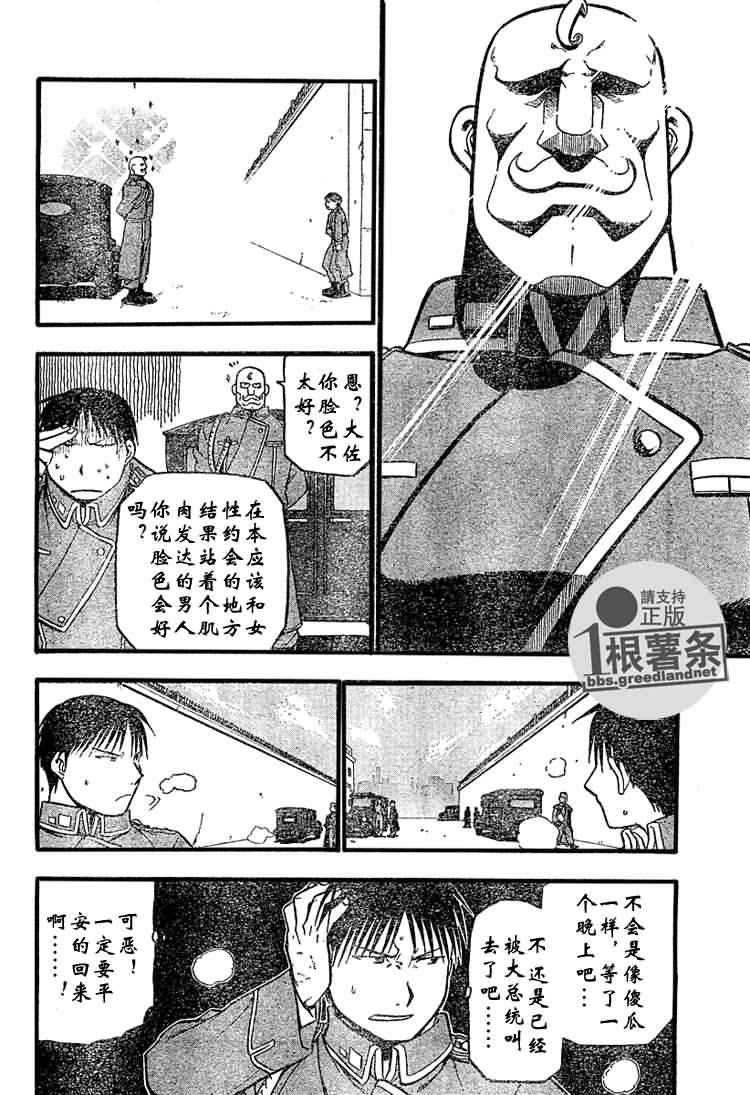 恩？大
你脸色不
太好？
在本应该和女
性约会的地方
结果站着个肌
肉发达的男人
你说脸色会好
吗？
請支持
正版
1根薯条
bbs.greedland.net
不会是像傻瓜
一样，等了一
个晚上吧…
不还是已经
被大总统叫
去了吧……
可恶！
一定要平
安的回来
啊……！